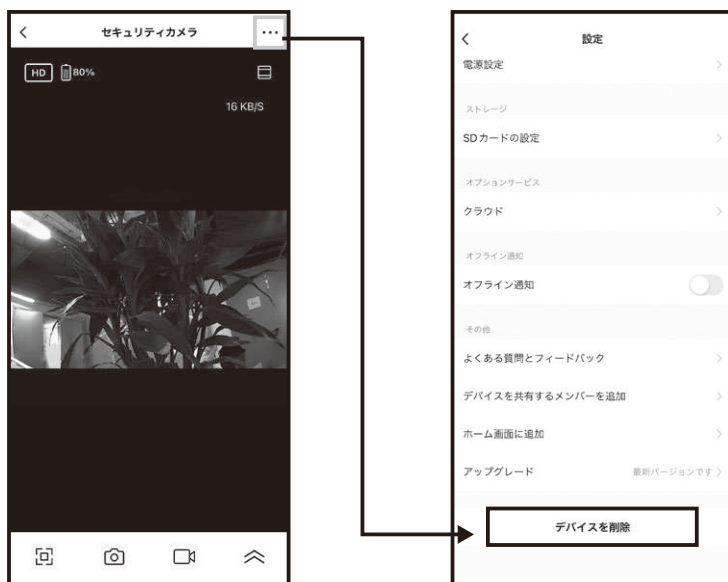 セキュリティカメラ
HD 80%
16 KB/S
設定
電源設定
ストレージ
SDカードの設定
オプションサービス
クラウド
オフライン通知
オフライン通知
その他
よくある質問とフィードバック
デバイスを共有するメンバーを追加
ホーム画面に追加
アップグレード 最新バージョンです
デバイスを削除